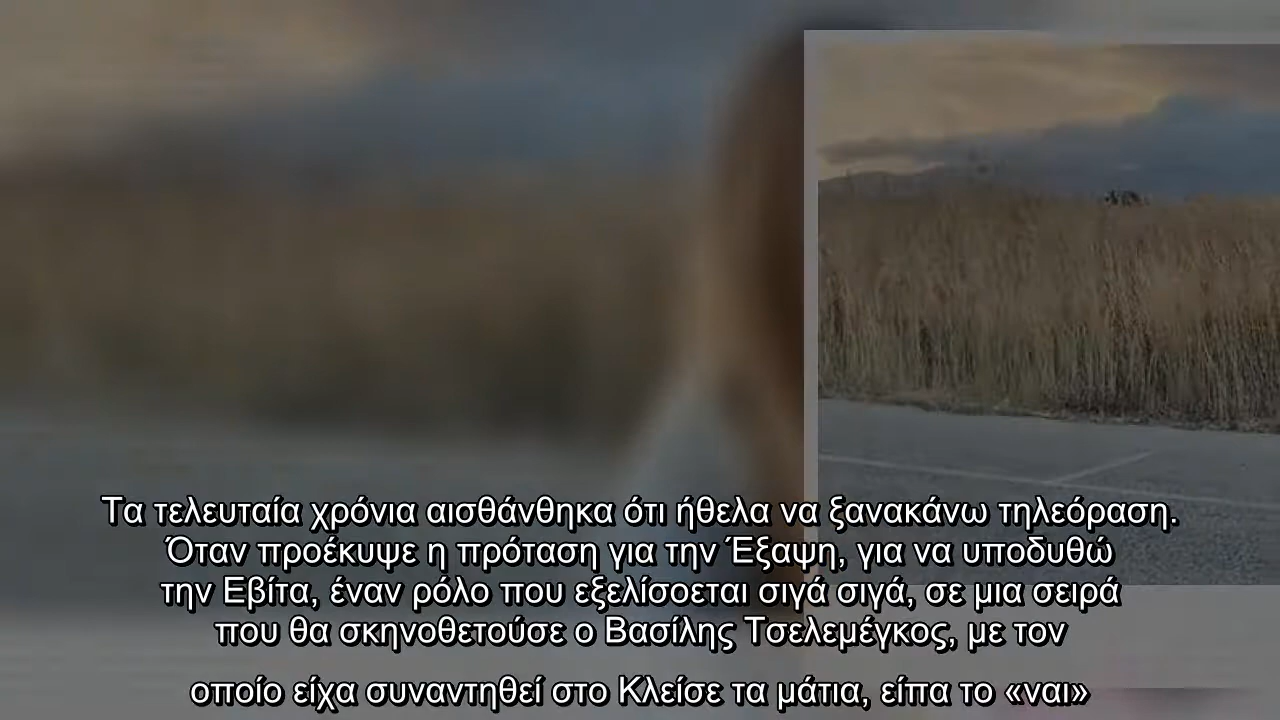 Τα τελευταία χρόνια αισθάνθηκα ότι ήθελα να ξανακάνω τηλεόραση.
Όταν προέκυψε η πρόταση για την Έξαψη, για να υποδυθώ
την Εβίτα, έναν ρόλο που εξελίσσεται σιγά σιγά, σε μια σειρά
που θα σκηνοθετούσε ο Βασίλης Τσελεμέγκος, με τον
οποίο είχα συναντηθεί στο Κλείσε τα μάτια, είπα το «ναι»